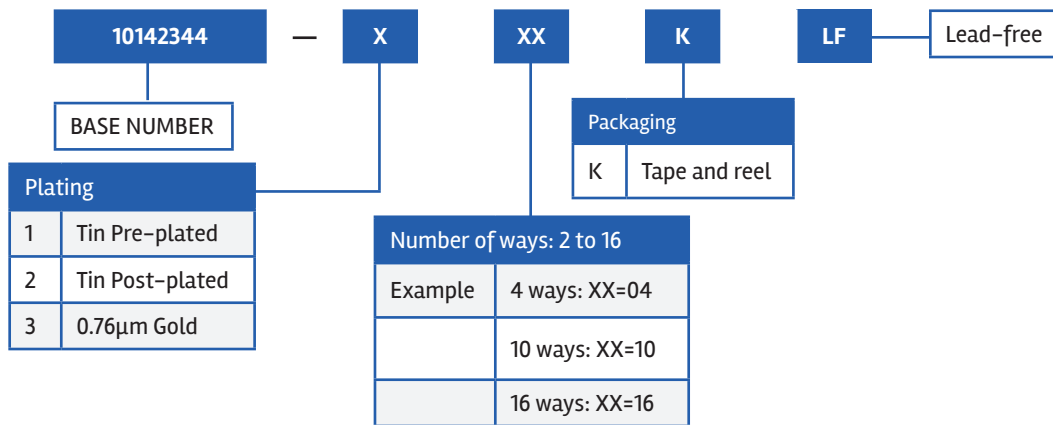 10142344 — X XX K LF Lead-free
BASE NUMBER
Packaging
K Tape and reel
Plating
1 Tin Pre-plated
2 Tin Post-plated
3 0.76µm Gold
Number of ways: 2 to 16
Example 4 ways: XX=04
10 ways: XX=10
16 ways: XX=16